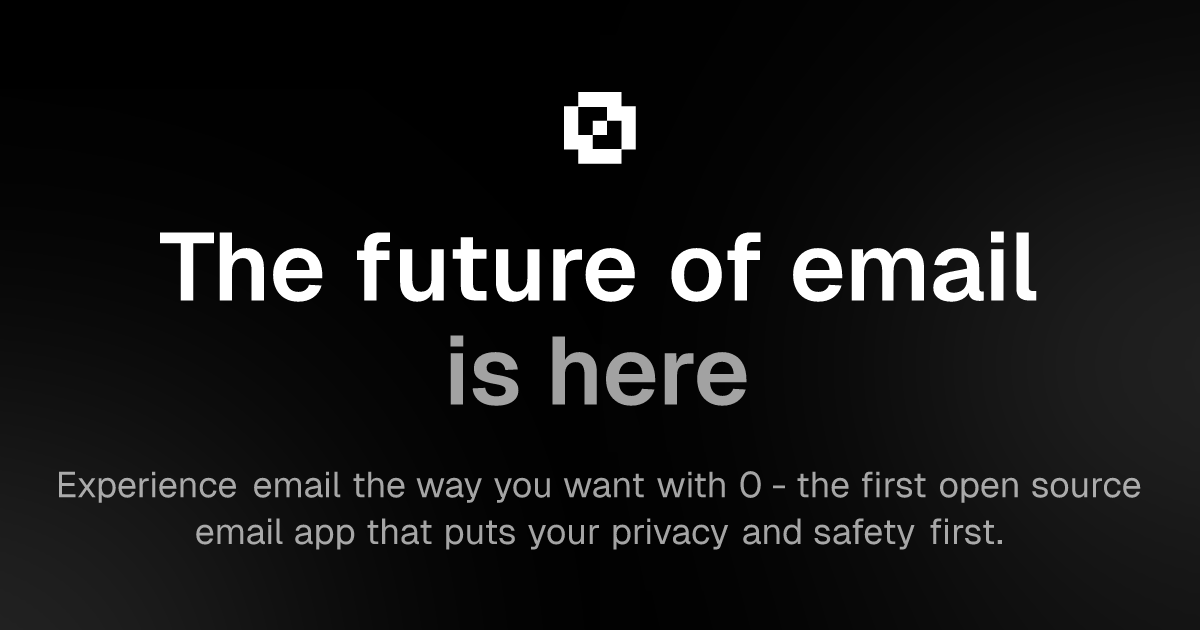 The future of email
is here
Experience email the way you want with 0 - the first open source
email app that puts your privacy and safety first.